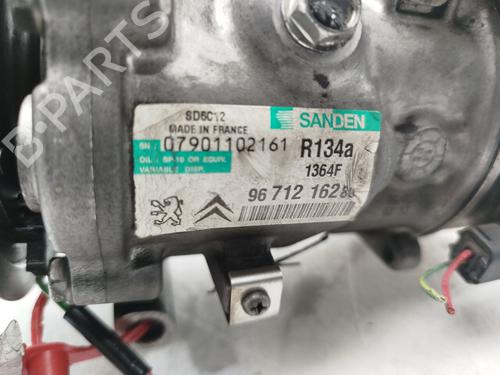 SD6C12
MADE IN FRANCE
SANDEN
SN: 07901102161
R134a
OIL: SP-10 OR EQUIV.
VARIABLE DISP.
1364F
96 712 162 80